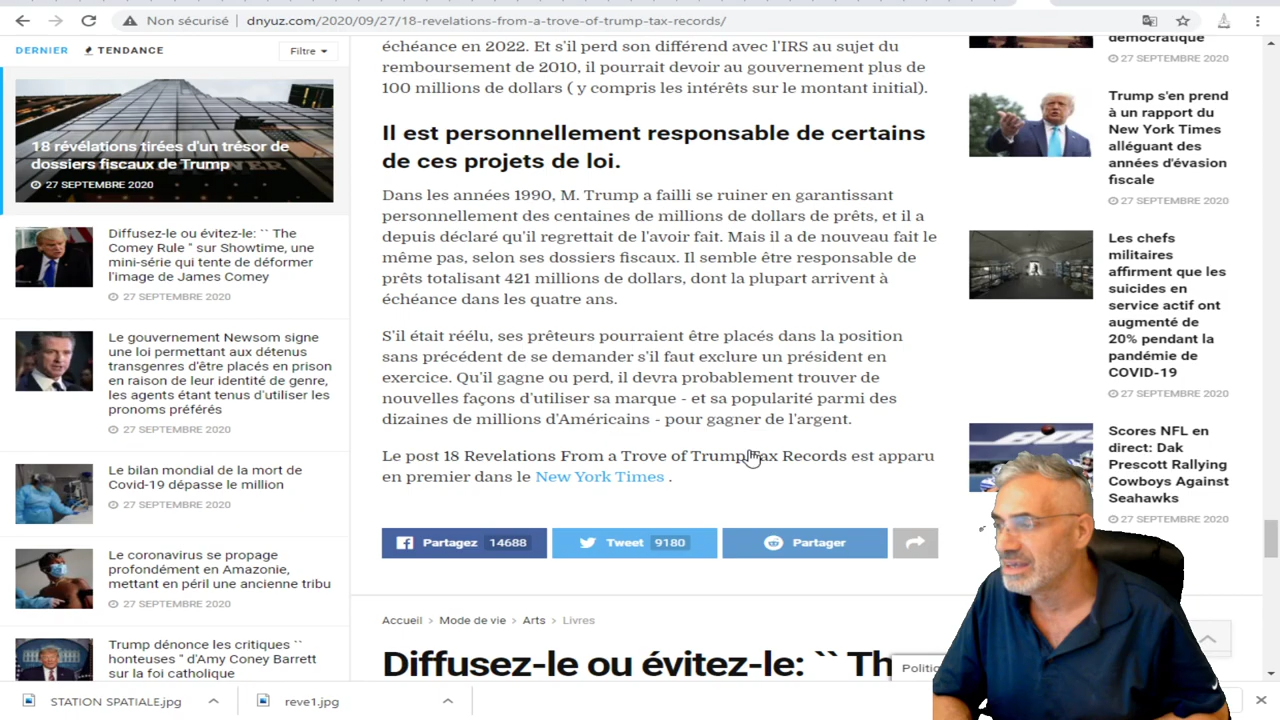 Non sécurisé
dnyuz.com/2020/09/27/18-revelations-from-a-trove-of-trump-tax-records/
DERNIER
TENDANCE
Filtre
18 révélations tirées d'un trésor de
dossiers fiscaux de Trump
27 SEPTEMBRE 2020
Diffusez-le ou évitez-le: `` The
Comey Rule '' sur Showtime, une
mini-série qui tente de déformer
l'image de James Comey
27 SEPTEMBRE 2020
Le gouvernement Newsom signe
une loi permettant aux détenus
transgenres d'être placés en prison
en raison de leur identité de genre,
les agents étant tenus d'utiliser les
pronoms préférés
27 SEPTEMBRE 2020
Le bilan mondial de la mort de
Covid-19 dépasse le million
27 SEPTEMBRE 2020
Le coronavirus se propage
profondément en Amazonie,
mettant en péril une ancienne tribu
27 SEPTEMBRE 2020
Trump dénonce les critiques ``
honteuses '' d'Amy Coney Barrett
sur la foi catholique
échéance en 2022. Et s'il perd son différend avec l'IRS au sujet du
remboursement de 2010, il pourrait devoir au gouvernement plus de
100 millions de dollars ( y compris les intérêts sur le montant initial).
Il est personnellement responsable de certains
de ces projets de loi.
Dans les années 1990, M. Trump a failli se ruiner en garantissant
personnellement des centaines de millions de dollars de prêts, et il a
depuis déclaré qu'il regrettait de l'avoir fait. Mais il a de nouveau fait le
même pas, selon ses dossiers fiscaux. Il semble être responsable de
prêts totalisant 421 millions de dollars, dont la plupart arrivent à
échéance dans les quatre ans.
S'il était réélu, ses prêteurs pourraient être placés dans la position
sans précédent de se demander s'il faut exclure un président en
exercice. Qu'il gagne ou perd, il devra probablement trouver de
nouvelles façons d'utiliser sa marque - et sa popularité parmi des
dizaines de millions d'Américains - pour gagner de l'argent.
Le post 18 Revelations From a Trove of Trump Tax Records est apparu
en premier dans le New York Times .
Partagez 14688
Tweet 9180
Partager
Accueil > Mode de vie > Arts > Livres
Diffusez-le ou évitez-le: `` Th
Politic
démocratique
27 SEPTEMBRE 2020
Trump s'en prend
à un rapport du
New York Times
alléguant des
années d'évasion
fiscale
27 SEPTEMBRE 2020
Les chefs
militaires
affirment que les
suicides en
service actif ont
augmenté de
20% pendant la
pandémie de
COVID-19
27 SEPTEMBRE 2020
Scores NFL en
direct: Dak
Prescott Rallying
Cowboys Against
Seahawks
27 SEPTEMBRE 2020
STATION SPATIALE.jpg
reve1.jpg